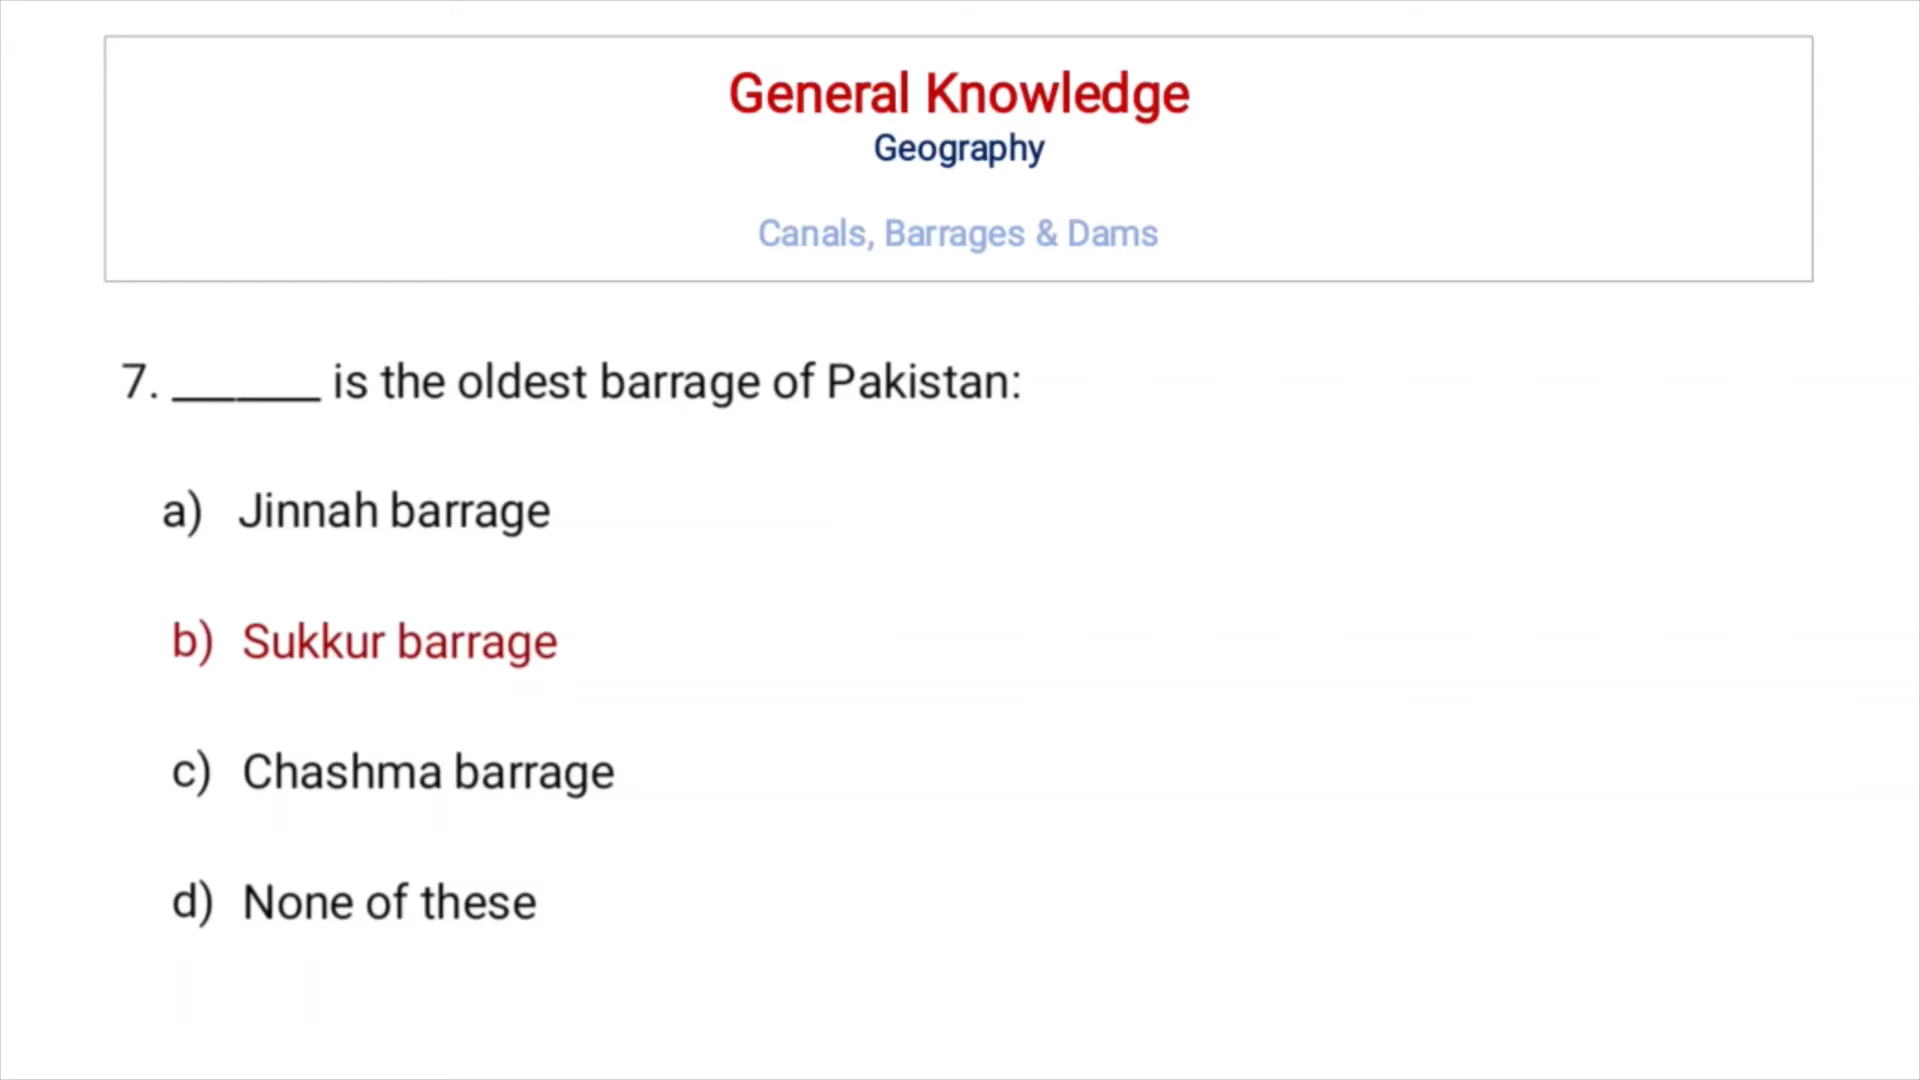 General Knowledge
Geography
Canals, Barrages & Dams
7. ______ is the oldest barrage of Pakistan:
a) Jinnah barrage
b) Sukkur barrage
c) Chashma barrage
d) None of these